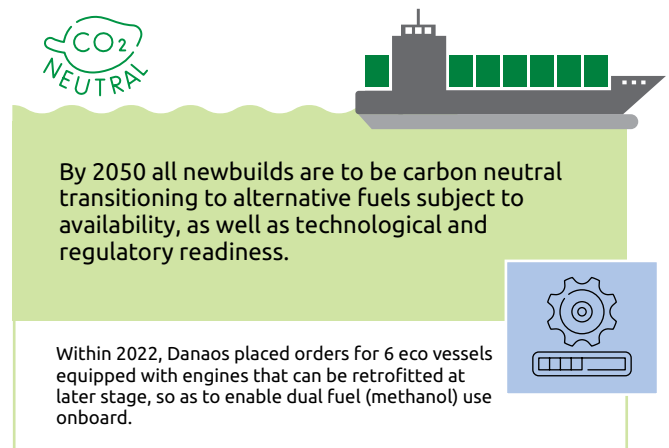 CO2
NEUTRAL
By 2050 all newbuilds are to be carbon neutral
transitioning to alternative fuels subject to
availability, as well as technological and
regulatory readiness.
Within 2022, Danaos placed orders for 6 eco vessels
equipped with engines that can be retrofitted at
later stage, so as to enable dual fuel (methanol) use
onboard.